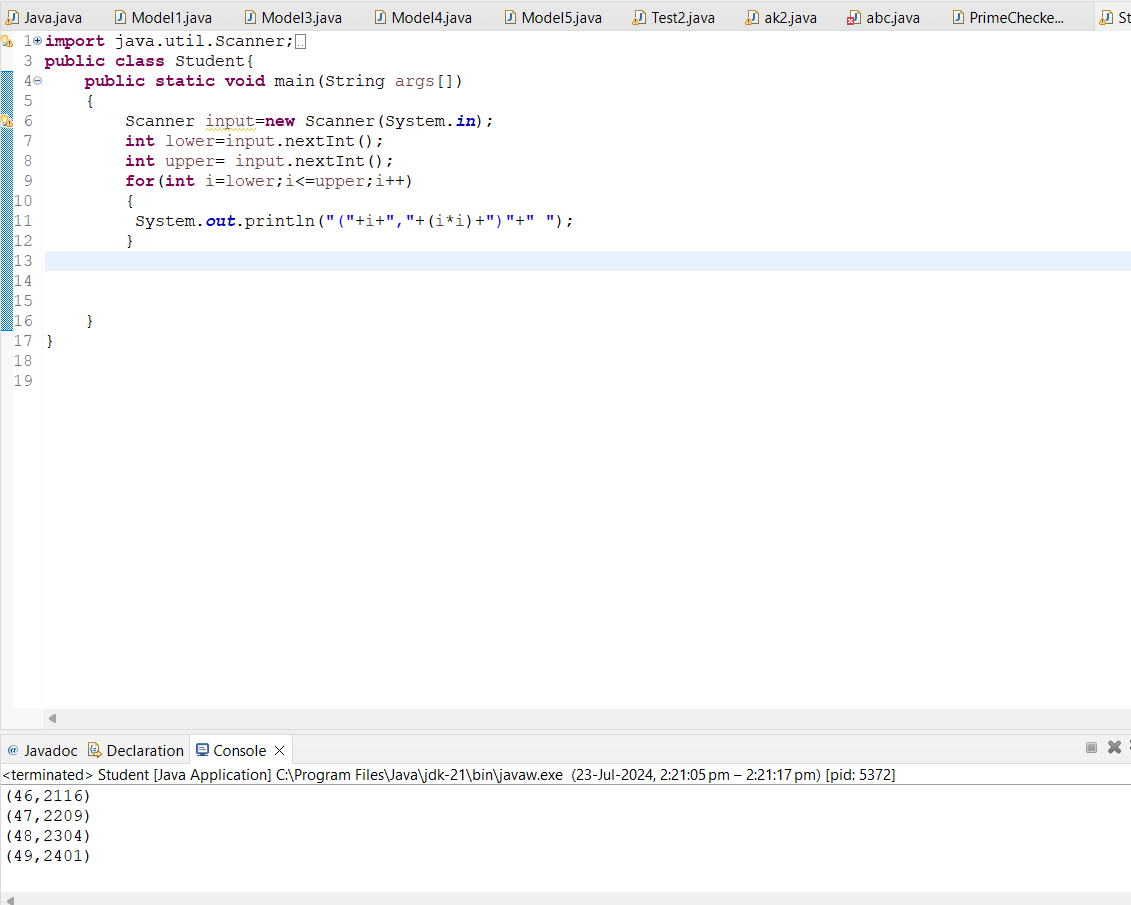 Java.java Model1.java Model3.java Model4.java Model5.java Test2.java ak2.java abc.java PrimeChecke... St
1 import java.util.Scanner;
3 public class Student{
4 public static void main(String args[])
5 {
6 Scanner input=new Scanner(System.in);
7 int lower=input.nextInt();
8 int upper= input.nextInt();
9 for(int i=lower;i<=upper;i++)
10 {
11 System.out.println("("+i+","+(i*i)+")"+" ");
12 }
13
14
15
16 }
17 }
18
19
@ Javadoc Declaration Console
<terminated> Student [Java Application] C:\Program Files\Java\jdk-21\bin\javaw.exe (23-Jul-2024, 2:21:05 pm – 2:21:17 pm) [pid: 5372]
(46,2116)
(47,2209)
(48,2304)
(49,2401)